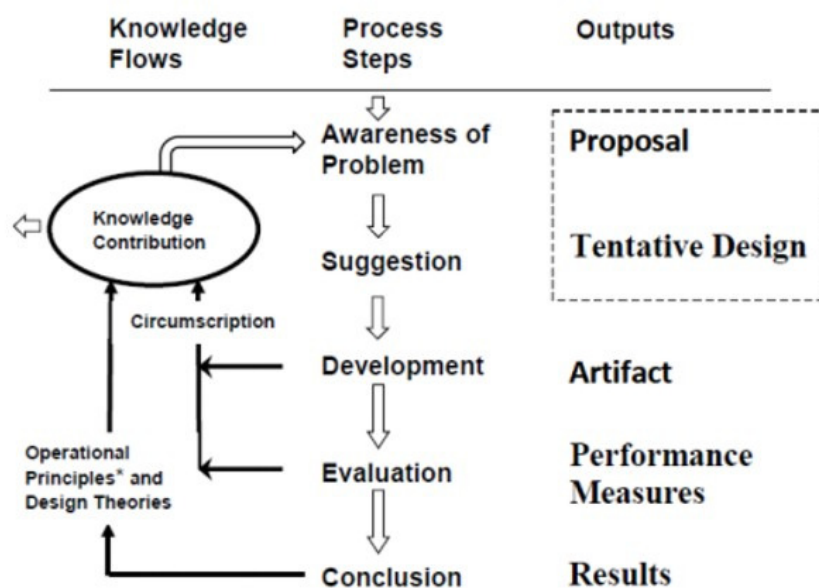 Knowledge
Flows
Process
Steps
Outputs
Awareness of
Problem
Proposal
Knowledge
Contribution
Suggestion
Tentative Design
Circumscription
Development
Artifact
Operational
Principles* and
Design Theories
Evaluation
Performance
Measures
Conclusion
Results